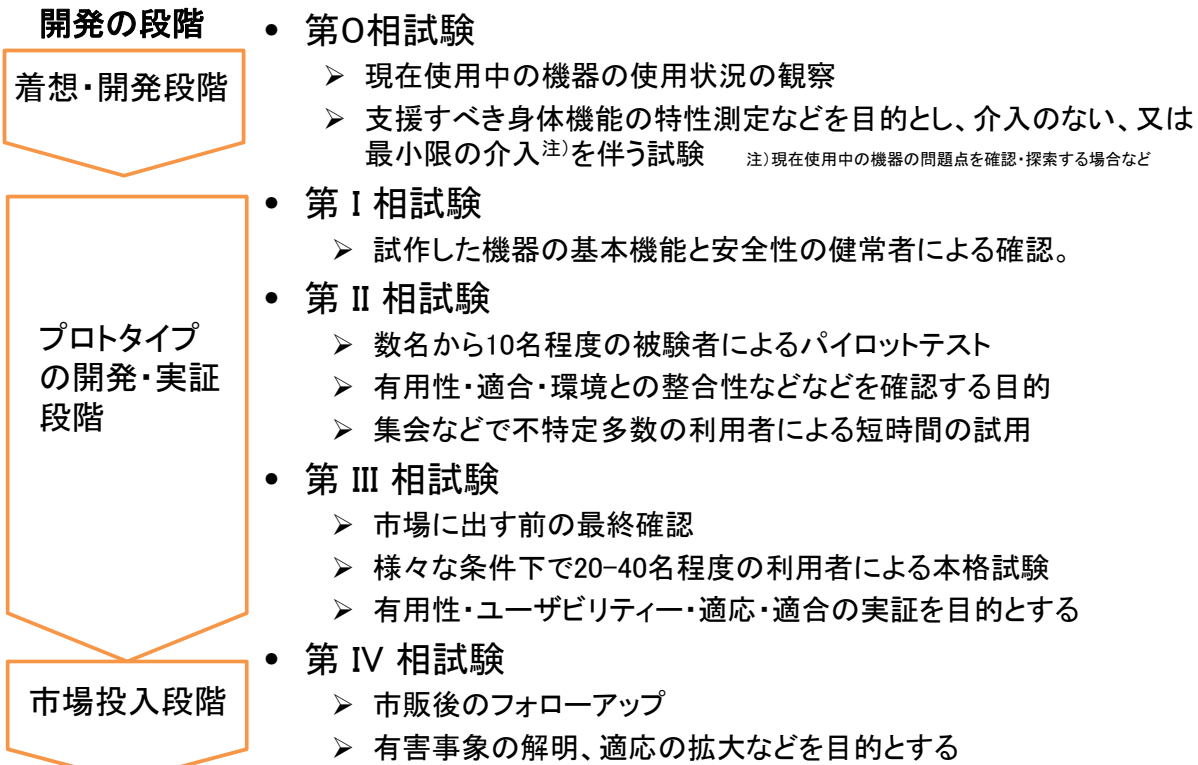 開発の段階
着想・開発段階
• 第0相試験
➢ 現在使用中の機器の使用状況の観察
➢ 支援すべき身体機能の特性測定などを目的とし、介入のない、又は
最小限の介入注)を伴う試験 注)現在使用中の機器の問題点を確認・探索する場合など
プロトタイプ
の開発・実証
段階
• 第 I 相試験
➢ 試作した機器の基本機能と安全性の健常者による確認。
• 第 II 相試験
➢ 数名から10名程度の被験者によるパイロットテスト
➢ 有用性・適合・環境との整合性などなどを確認する目的
➢ 集会などで不特定多数の利用者による短時間の試用
• 第 III 相試験
➢ 市場に出す前の最終確認
➢ 様々な条件下で20-40名程度の利用者による本格試験
➢ 有用性・ユーザビリティー・適応・適合の実証を目的とする
市場投入段階
• 第 IV 相試験
➢ 市販後のフォローアップ
➢ 有害事象の解明、適応の拡大などを目的とする